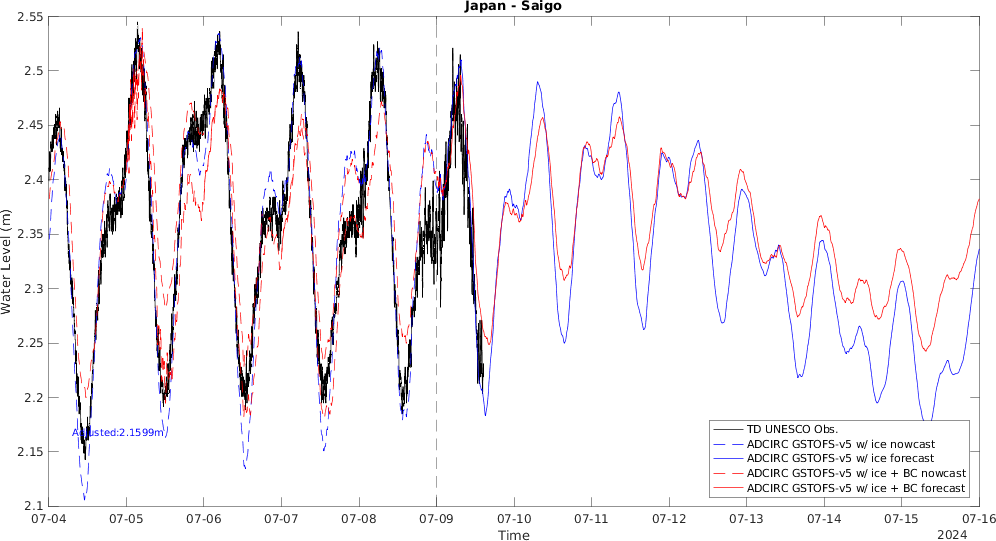 Japan - Saigo
Water Level (m)
2.55
2.5
2.45
2.4
2.35
2.3
2.25
2.2
2.15
2.1
Adjusted:2.1599m
TD UNESCO Obs.
ADCIRC GSTOFS-v5 w/ ice nowcast
ADCIRC GSTOFS-v5 w/ ice forecast
ADCIRC GSTOFS-v5 w/ ice + BC nowcast
ADCIRC GSTOFS-v5 w/ ice + BC forecast
07-04 07-05 07-06 07-07 07-08 07-09 07-10 07-11 07-12 07-13 07-14 07-15 07-16
Time
2024